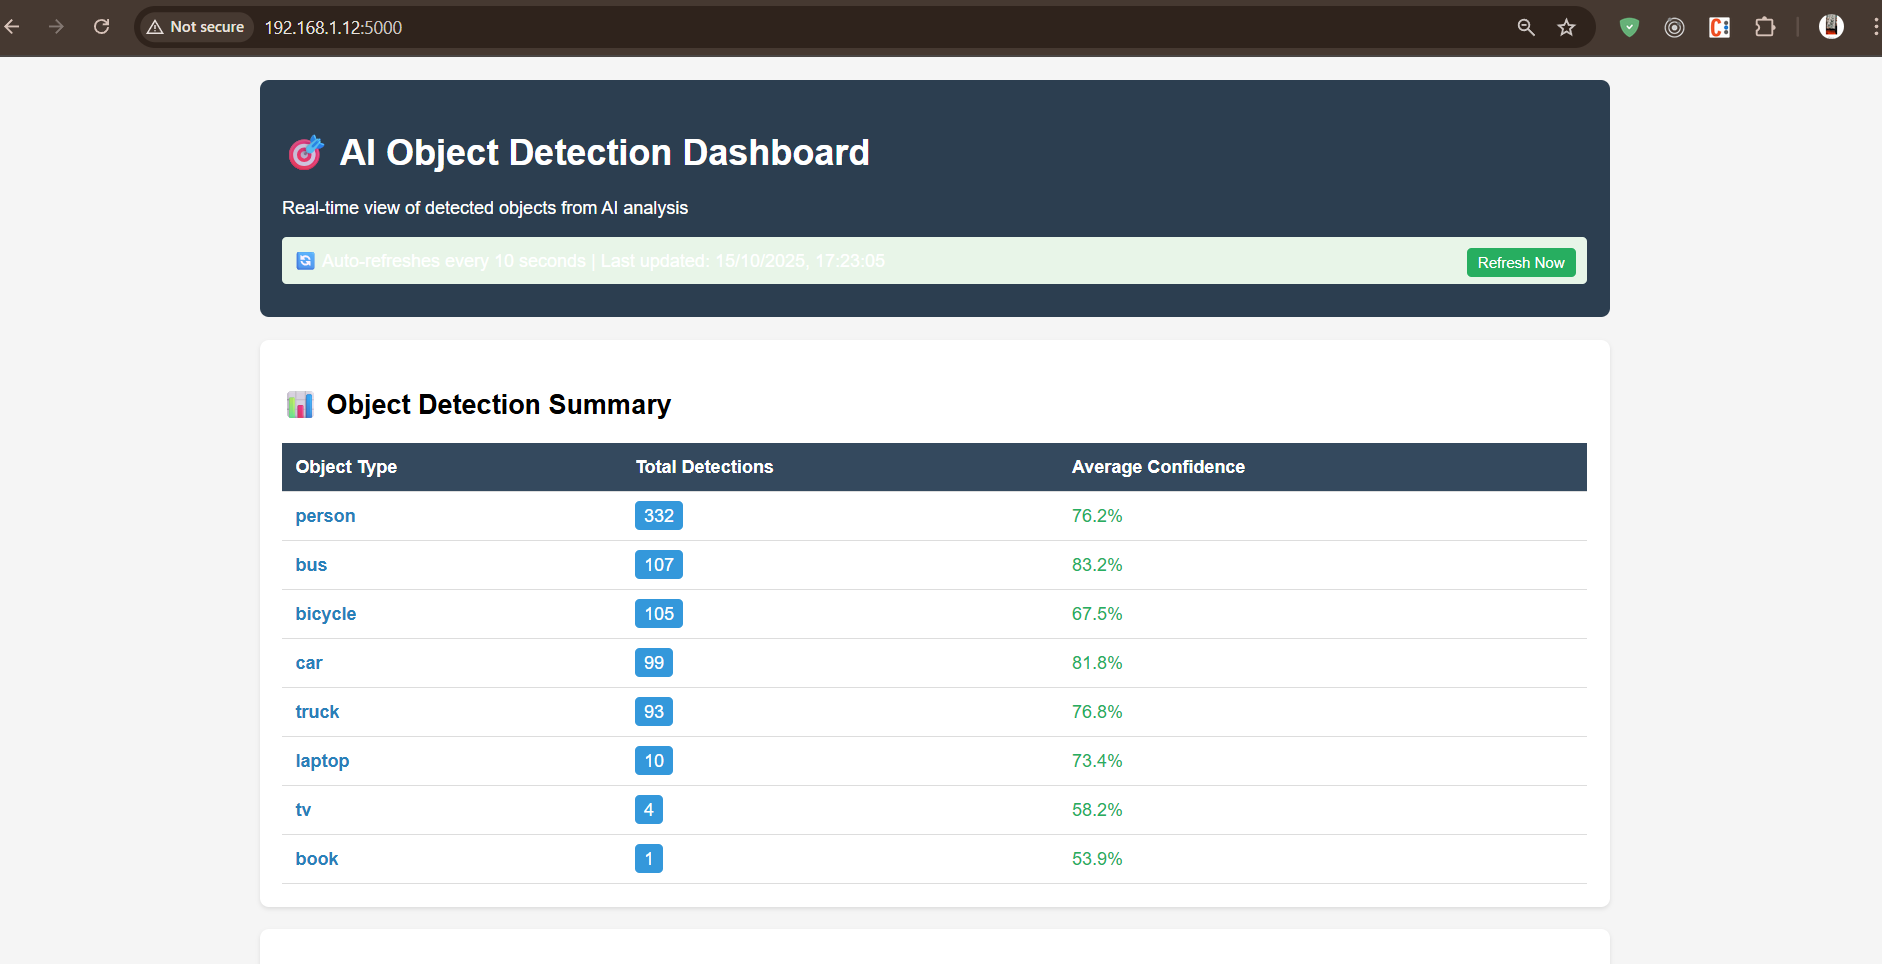 Not secure 192.168.1.12:5000
AI Object Detection Dashboard
Real-time view of detected objects from AI analysis
Auto-refreshes every 10 seconds | Last updated: 15/10/2025, 17:23:05 Refresh Now
Object Detection Summary
Object Type Total Detections Average Confidence
person 332 76.2%
bus 107 83.2%
bicycle 105 67.5%
car 99 81.8%
truck 93 76.8%
laptop 10 73.4%
tv 4 58.2%
book 1 53.9%